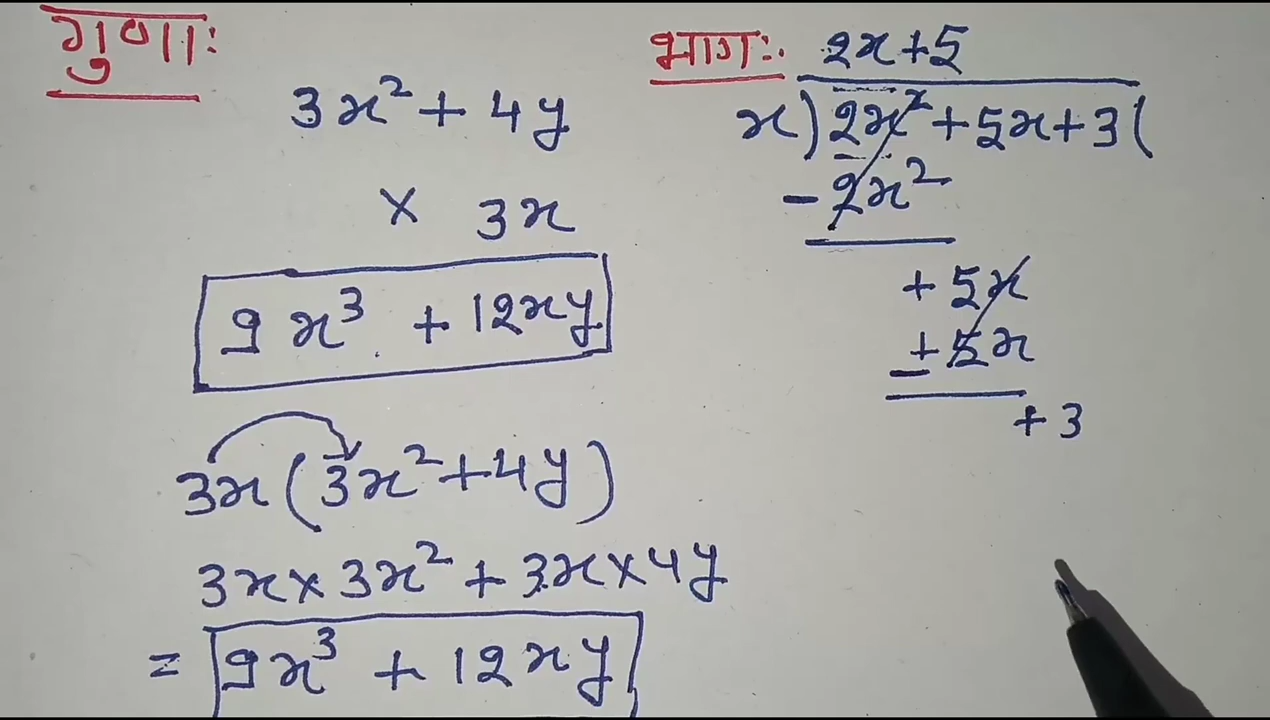 गुणाः
3x² + 4y
× 3x
9x³ + 12xy
3x(3x² + 4y)
3x × 3x² + 3x × 4y
= 9x³ + 12xy
भागः 2x + 5
x) 2x² + 5x + 3 (
- 2x²
+ 5x
+ 5x
-
+ 3